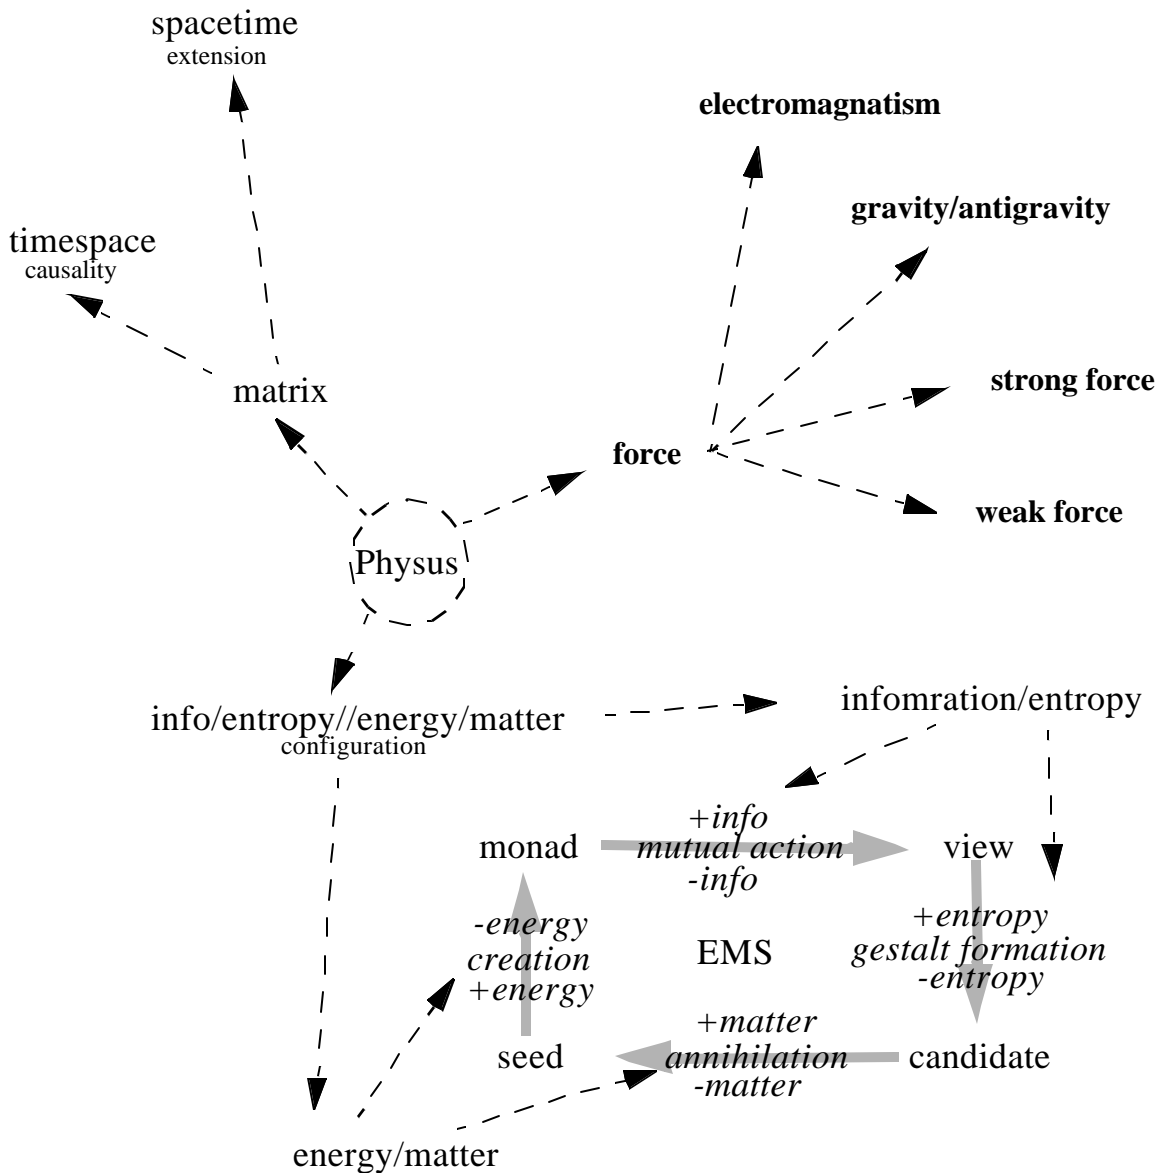 spacetime
extension
electromagnatism
gravity/antigravity
timespace
causality
matrix
strong force
force
weak force
Physus
info/entropy//energy/matter
configuration
infomration/entropy
+info
monad
mutual action
view
-info
-energy
creation
+energy
EMS
+entropy
gestalt formation
-entropy
+matter
seed
annihilation
candidate
-matter
energy/matter